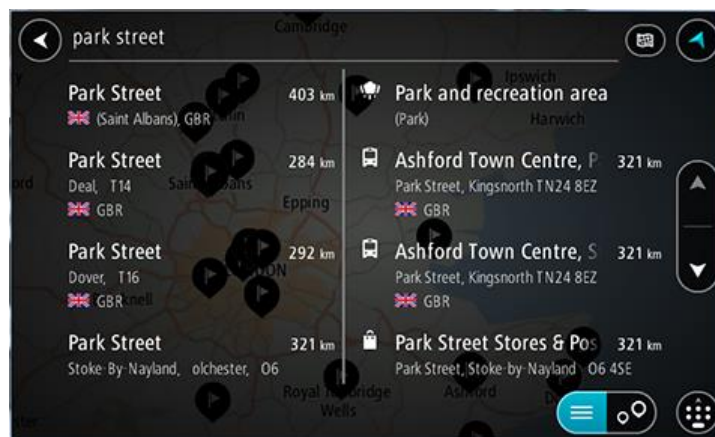 park street
Park Street
403 km
(Saint Albans), GBR
Park Street
284 km
Deal, T14
GBR
Park Street
292 km
Dover, T16
GBR
Park Street
321 km
Stoke-By-Nayland, olchester, O6
Park and recreation area
(Park)
Ashford Town Centre, P
321 km
Park Street, Kingsnorth TN24 8EZ
GBR
Ashford Town Centre, S
321 km
Park Street, Kingsnorth TN24 8EZ
GBR
Park Street Stores & Pos
321 km
Park Street, Stoke-by-Nayland O6 4SE
Cambridge
Ipswich
Harwich
Epping
Ashford
Wells